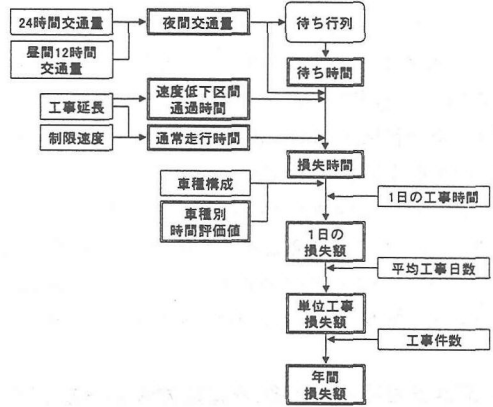 24時間交通量
夜間交通量
待ち行列
昼間12時間
交通量
待ち時間
工事延長
速度低下区間
通過時間
制限速度
通常走行時間
損失時間
車種構成
1日の工事時間
車種別
時間評価値
1日の
損失額
平均工事日数
単位工事
損失額
工事件数
年間
損失額